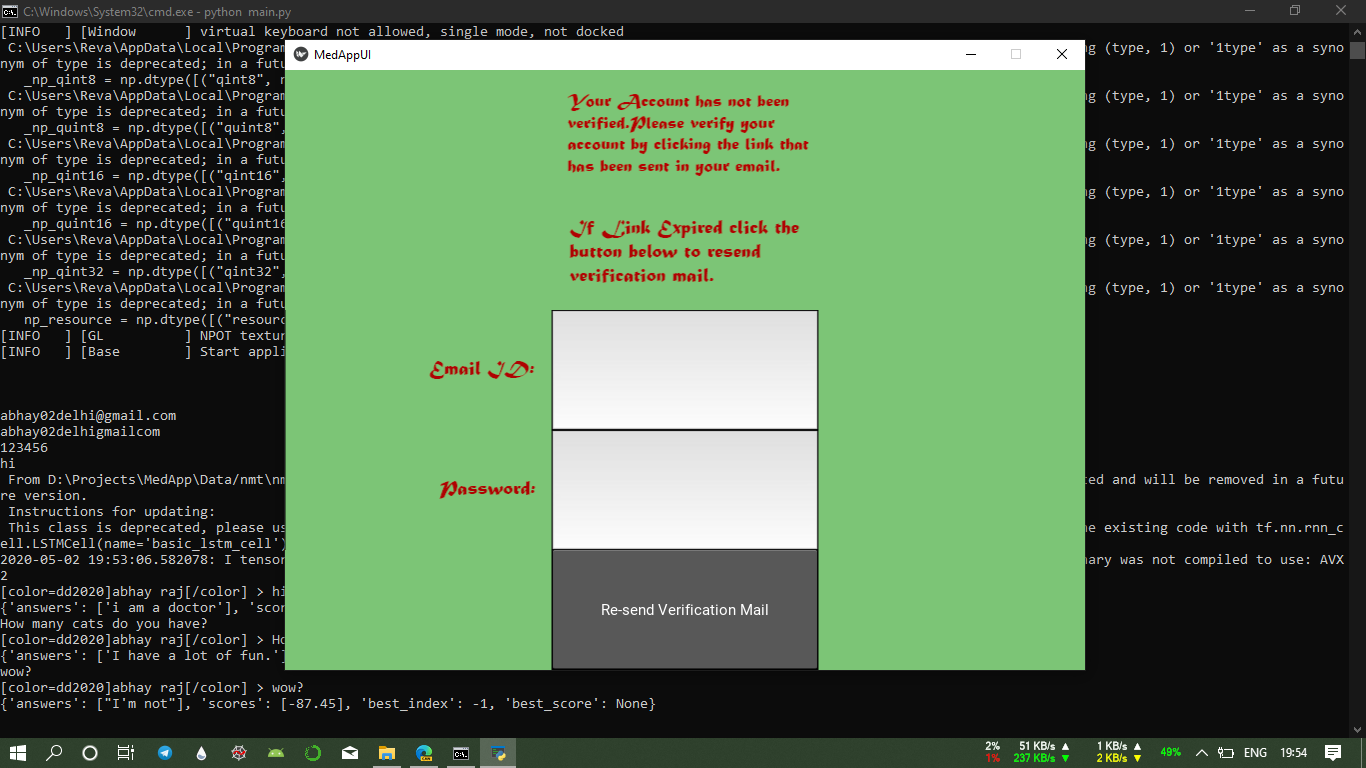 C:\Windows\System32\cmd.exe - python  main.py
[INFO   ] [Window      ] virtual keyboard not allowed, single mode, not docked
C:\Users\Reva\AppData\Local\Program
ng (type, 1) or '1type' as a syno
nym of type is deprecated; in a futu
_np_qint8 = np.dtype([("qint8", n
C:\Users\Reva\AppData\Local\Program
ng (type, 1) or '1type' as a syno
nym of type is deprecated; in a futu
_np_quint8 = np.dtype([("quint8",
C:\Users\Reva\AppData\Local\Program
ng (type, 1) or '1type' as a syno
nym of type is deprecated; in a futu
_np_qint16 = np.dtype([("qint16",
C:\Users\Reva\AppData\Local\Program
ng (type, 1) or '1type' as a syno
nym of type is deprecated; in a futu
_np_quint16 = np.dtype([("quint16
C:\Users\Reva\AppData\Local\Program
ng (type, 1) or '1type' as a syno
nym of type is deprecated; in a futu
_np_qint32 = np.dtype([("qint32",
C:\Users\Reva\AppData\Local\Program
ng (type, 1) or '1type' as a syno
nym of type is deprecated; in a futu
np_resource = np.dtype([("resourc
[INFO   ] [GL          ] NPOT textur
[INFO   ] [Base        ] Start appli
abhay02delhi@gmail.com
abhay02delhigmailcom
123456
hi
From D:\Projects\MedApp\Data/nmt\nm
ted and will be removed in a futu
re version.
Instructions for updating:
This class is deprecated, please us
e existing code with tf.nn.rnn_c
ell.LSTMCell(name='basic_lstm_cell')
2020-05-02 19:53:06.582078: I tensor
nary was not compiled to use: AVX
2
[color=dd2020]abhay raj[/color] > hi
{'answers': ['i am a doctor'], 'scor
How many cats do you have?
[color=dd2020]abhay raj[/color] > Ho
{'answers': ['I have a lot of fun.']
wow?
[color=dd2020]abhay raj[/color] > wow?
{'answers': ["I'm not"], 'scores': [-87.45], 'best_index': -1, 'best_score': None}
MedAppUI
Your Account has not been
verified.Please verify your
account by clicking the link that
has been sent in your email.
If Link Expired click the
button below to resend
verification mail.
Email ID:
Password:
Re-send Verification Mail
2% 51 KB/s 1 KB/s
1% 237 KB/s 2 KB/s
49%
ENG
19:54